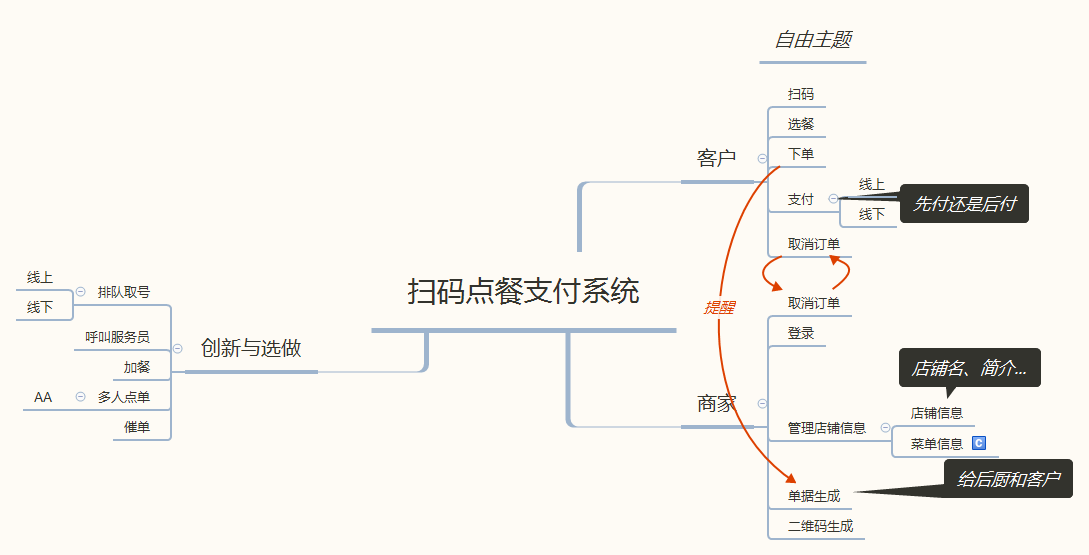 自由主题
扫码
选餐
客户
下单
线上
支付
先付还是后付
线下
取消订单
线上
扫码点餐支付系统
排队取号
取消订单
提醒
线下
登录
呼叫服务员
创新与选做
加餐
店铺名、简介...
AA
多人点单
商家
店铺信息
催单
管理店铺信息
菜单信息
C
给后厨和客户
单据生成
二维码生成